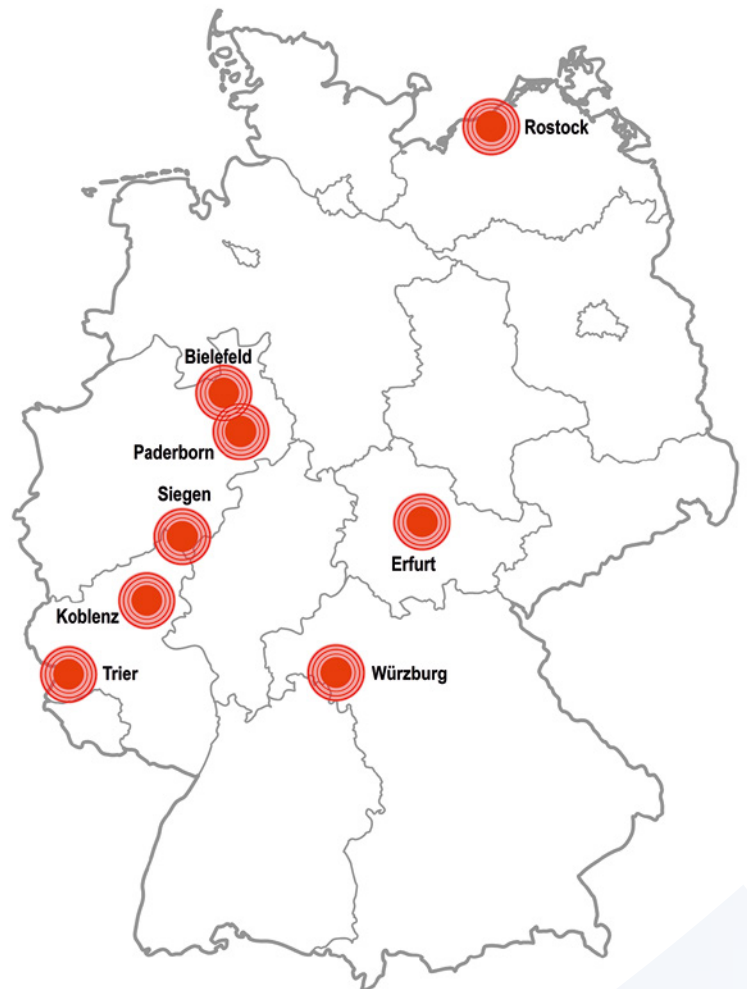 Rostock
Bielefeld
Paderborn
Siegen
Erfurt
Koblenz
Trier
Würzburg